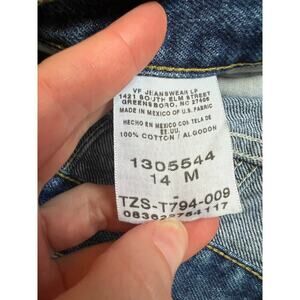 VF JEANSWEAR LP
1421 SOUTH ELM STREET
GREENSBORO, NC 27406
MADE IN MEXICO OF U.S. FABRIC
HECHO EN MEXICO CON TELA DE
EE.UU.
100% COTTON / ALGODON
1305544
14 M
TZS-T794-009